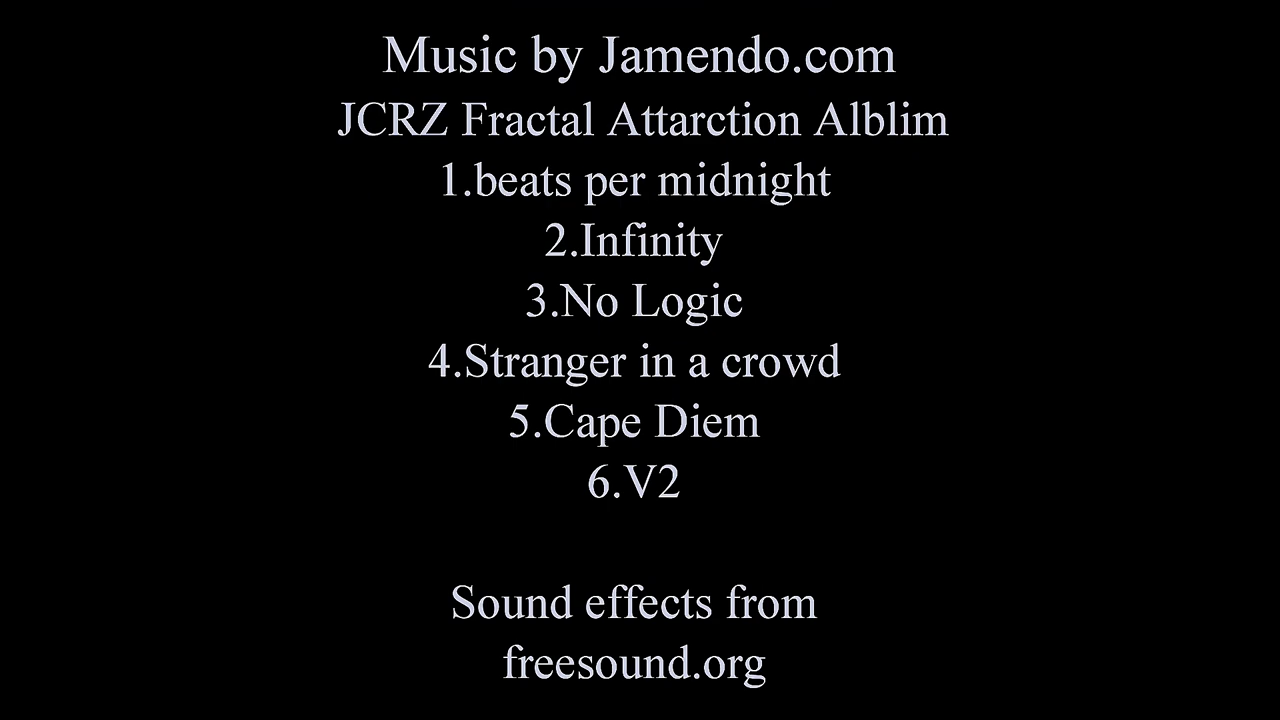 Music by Jamendo.com
JCRZ Fractal Attarction Alblim
1.beats per midnight
2.Infinity
3.No Logic
4.Stranger in a crowd
5.Cape Diem
6.V2
Sound effects from
freesound.org